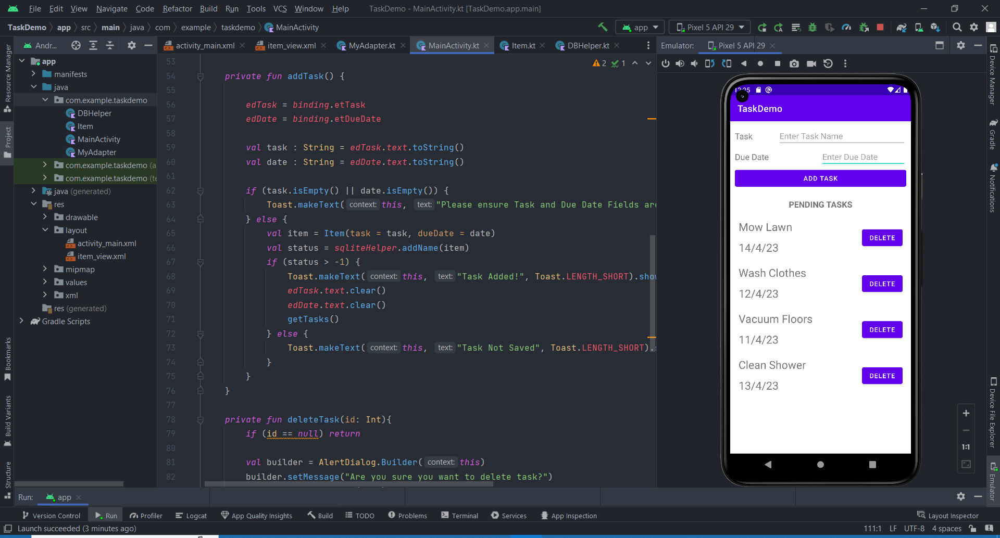 File Edit View Navigate Code Refactor Build Run Tools VCS Window Help TaskDemo - MainActivity.kt [TaskDemo.app.main]
TaskDemo app src main java com example taskdemo MainActivity app Pixel 5 API 29
Andr... activity_main.xml item_view.xml MyAdapter.kt MainActivity.kt Item.kt DBHelper.kt Emulator: Pixel 5 API 29
Resource Manager
Project
Bookmarks
Build Variants
Structure
app
manifests
java
com.example.taskdemo
DBHelper
Item
MainActivity
MyAdapter
com.example.taskdemo (a
com.example.taskdemo (te
java (generated)
res
drawable
layout
activity_main.xml
item_view.xml
mipmap
values
xml
res (generated)
Gradle Scripts
2 1
53
54 private fun addTask() {
55
56 edTask = binding.etTask
57 edDate = binding.etDueDate
58
59 val task : String = edTask.text.toString()
60 val date : String = edDate.text.toString()
61
62 if (task.isEmpty() || date.isEmpty()) {
63 Toast.makeText( context: this, text: "Please ensure Task and Due Date Fields are
64 } else {
65 val item = Item(task = task, dueDate = date)
66 val status = sqliteHelper.addName(item)
67 if (status > -1) {
68 Toast.makeText( context: this, text: "Task Added!", Toast.LENGTH_SHORT).show
69 edTask.text.clear()
70 edDate.text.clear()
71 getTasks()
72 } else {
73 Toast.makeText( context: this, text: "Task Not Saved", Toast.LENGTH_SHORT).s
74 }
75 }
76 }
77
78 private fun deleteTask(id: Int){
79 if (id == null) return
80
81 val builder = AlertDialog.Builder( context: this)
82 builder.setMessage("Are you sure you want to delete task?")
TaskDemo
Task Enter Task Name
Due Date Enter Due Date
ADD TASK
PENDING TASKS
Mow Lawn
14/4/23
DELETE
Wash Clothes
12/4/23
DELETE
Vacuum Floors
11/4/23
DELETE
Clean Shower
13/4/23
DELETE
1:1
Device Manager
Gradle
Notifications
Device File Explorer
Emulator
Run: app
Version Control Run Profiler Logcat App Quality Insights Build TODO Problems Terminal Services App Inspection Layout Inspector
Launch succeeded (3 minutes ago) 111:1 LF UTF-8 4 spaces